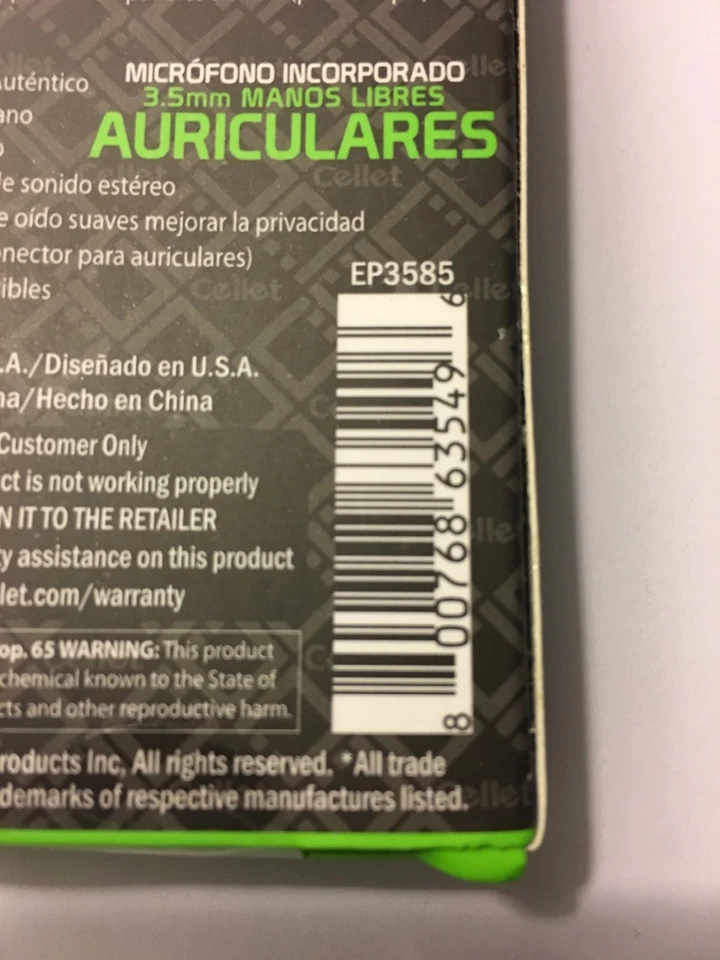 Auténtico
MICRÓFONO INCORPORADO
3.5mm MANOS LIBRES
AURICULARES
ano
o
e sonido estéreo
Cellet
e oído suaves mejorar la privacidad
nector para auriculares)
EP3585
ibles
Cellet
.A./Diseñado en U.S.A.
na/Hecho en China
Customer Only
ct is not working properly
N IT TO THE RETAILER
y assistance on this product
let.com/warranty
8 00768 63549 6
op. 65 WARNING: This product
chemical known to the State of
cts and other reproductive harm.
roducts Inc, All rights reserved. *All trade
demarks of respective manufactures listed.